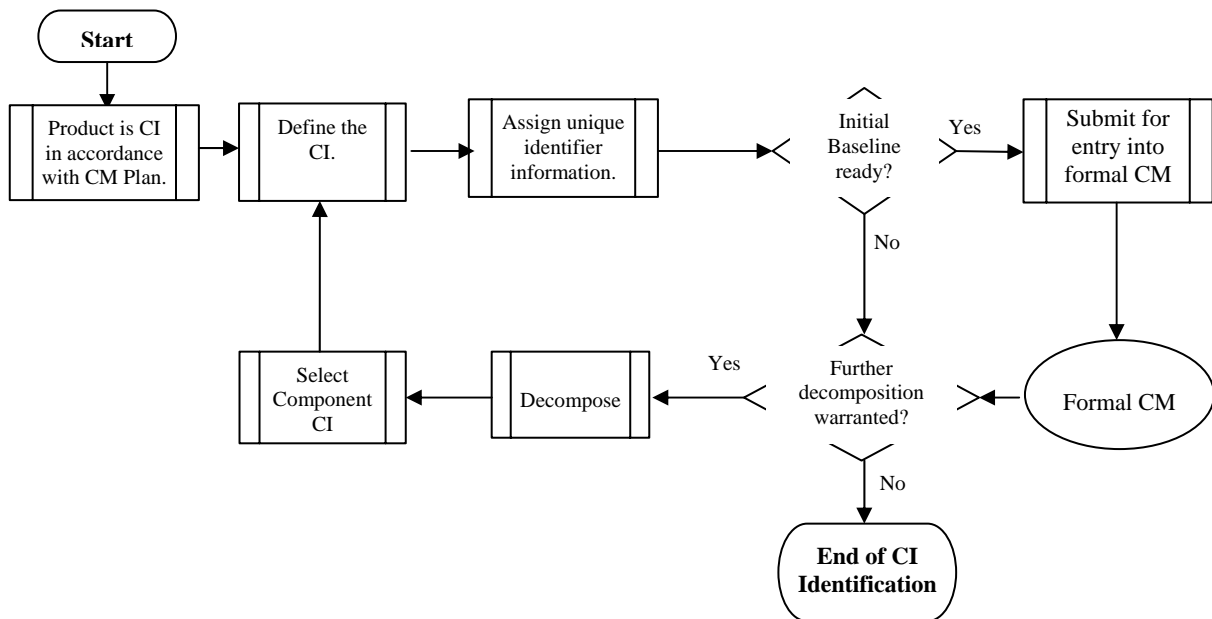 Start
Product is CI
in accordance
with CM Plan.
Define the
CI.
Assign unique
identifier
information.
Initial
Baseline
ready?
Yes
Submit for
entry into
formal CM
No
Select
Component
CI
Decompose
Yes
Further
decomposition
warranted?
Formal CM
No
End of CI
Identification